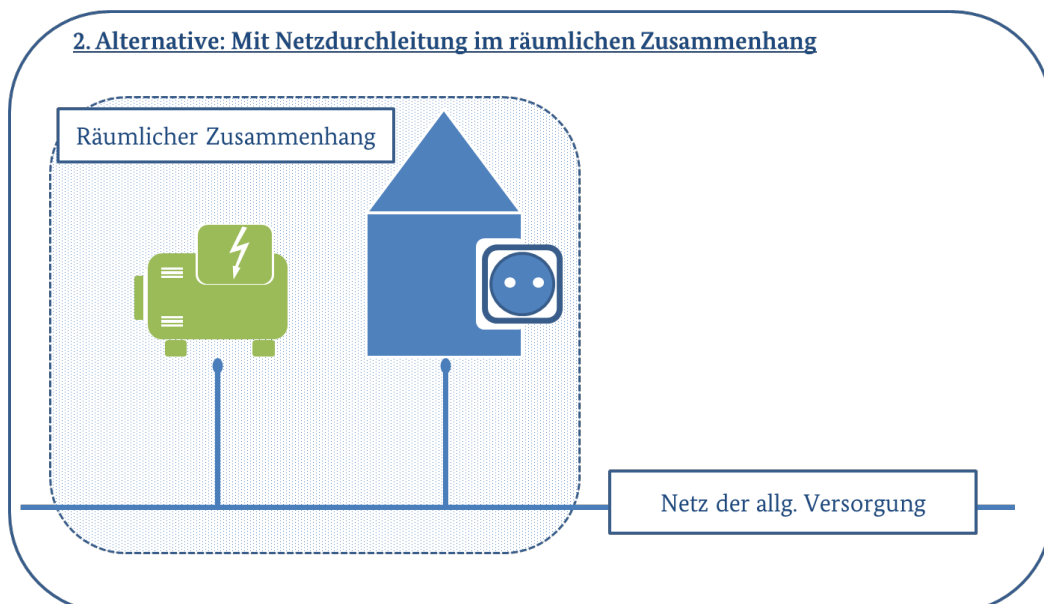 2. Alternative: Mit Netzdurchleitung im räumlichen Zusammenhang
Räumlicher Zusammenhang
Netz der allg. Versorgung